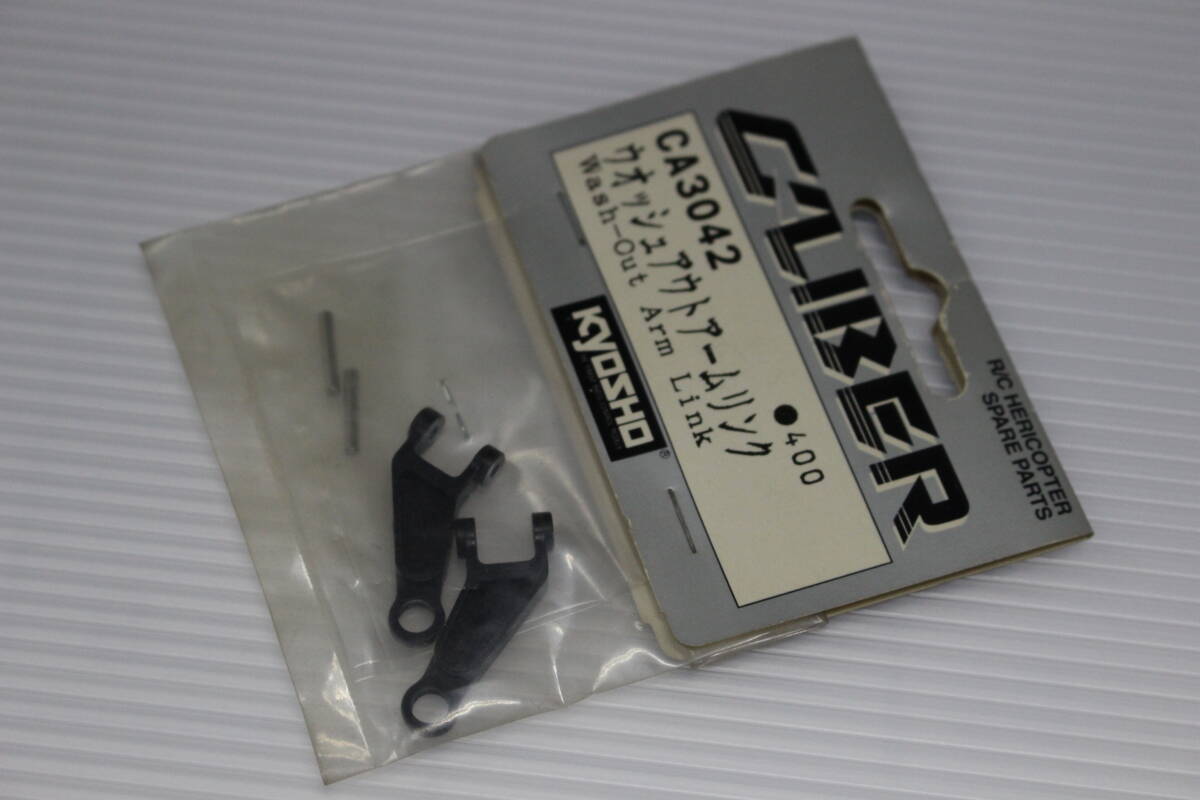 CALIBER
R/C HERICOPTER
SPARE PARTS
CA3042
ウオッシュアウトアームリンク
Wash-Out Arm Link
●400
KYOSHO
®